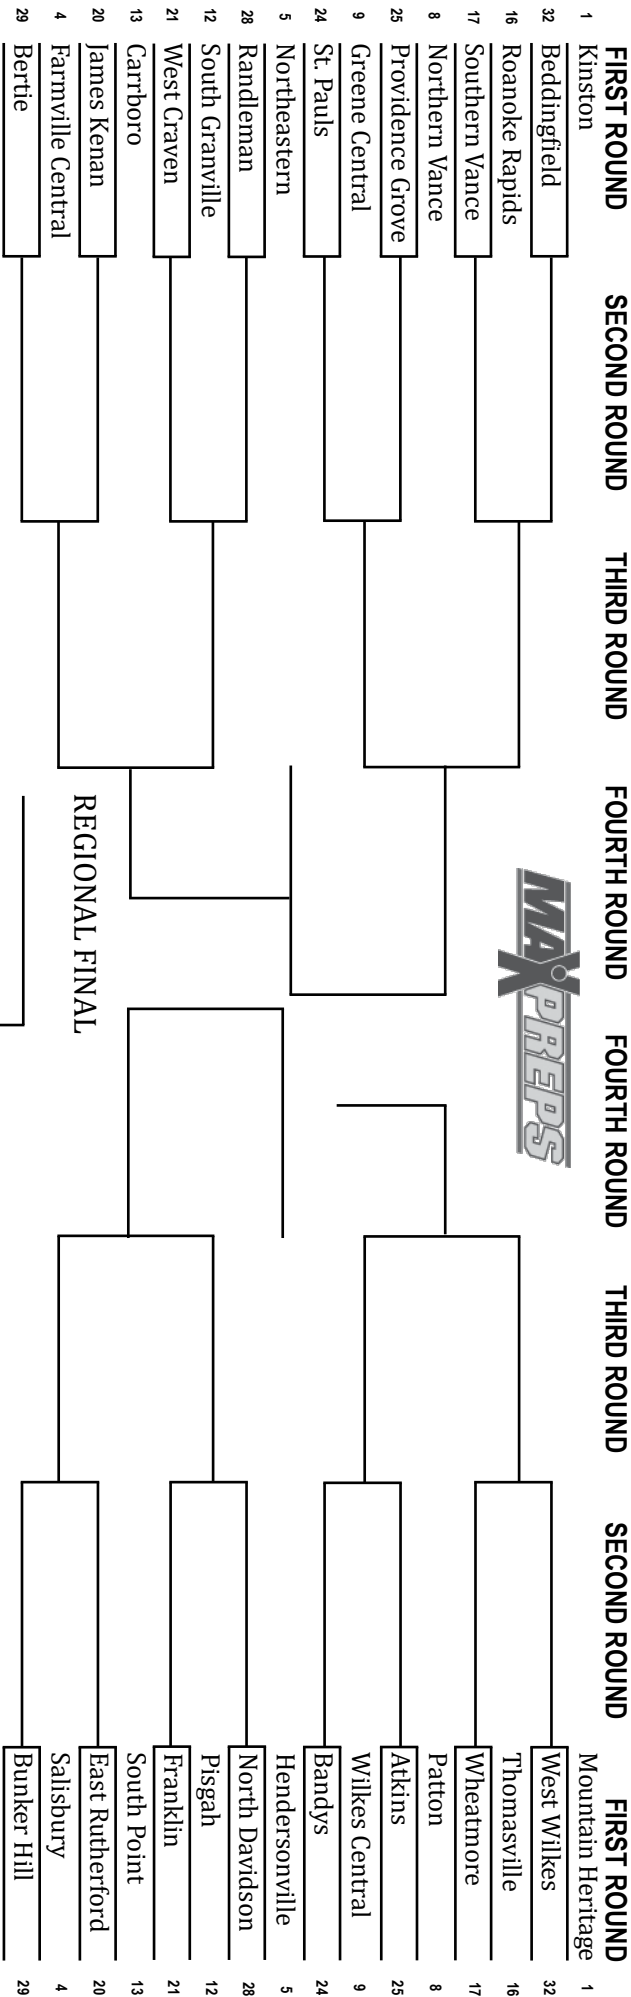 FIRST ROUND SECOND ROUND THIRD ROUND FOURTH ROUND FOURTH ROUND THIRD ROUND SECOND ROUND FIRST ROUND
MAXPREPS
1 Kinston
32 Beddingfield
16 Roanoke Rapids
17 Southern Vance
8 Northern Vance
25 Providence Grove
9 Greene Central
24 St. Pauls
5 Northeastern
28 Randleman
12 South Granville
21 West Craven
13 Carrboro
20 James Kenan
4 Farmville Central
29 Bertie
REGIONAL FINAL
Mountain Heritage 1
West Wilkes 32
Thomasville 16
Wheatmore 17
Patton 8
Atkins 25
Wilkes Central 9
Bandys 24
Hendersonville 5
North Davidson 28
Pisgah 12
Franklin 21
South Point 13
East Rutherford 20
Salisbury 4
Bunker Hill 29